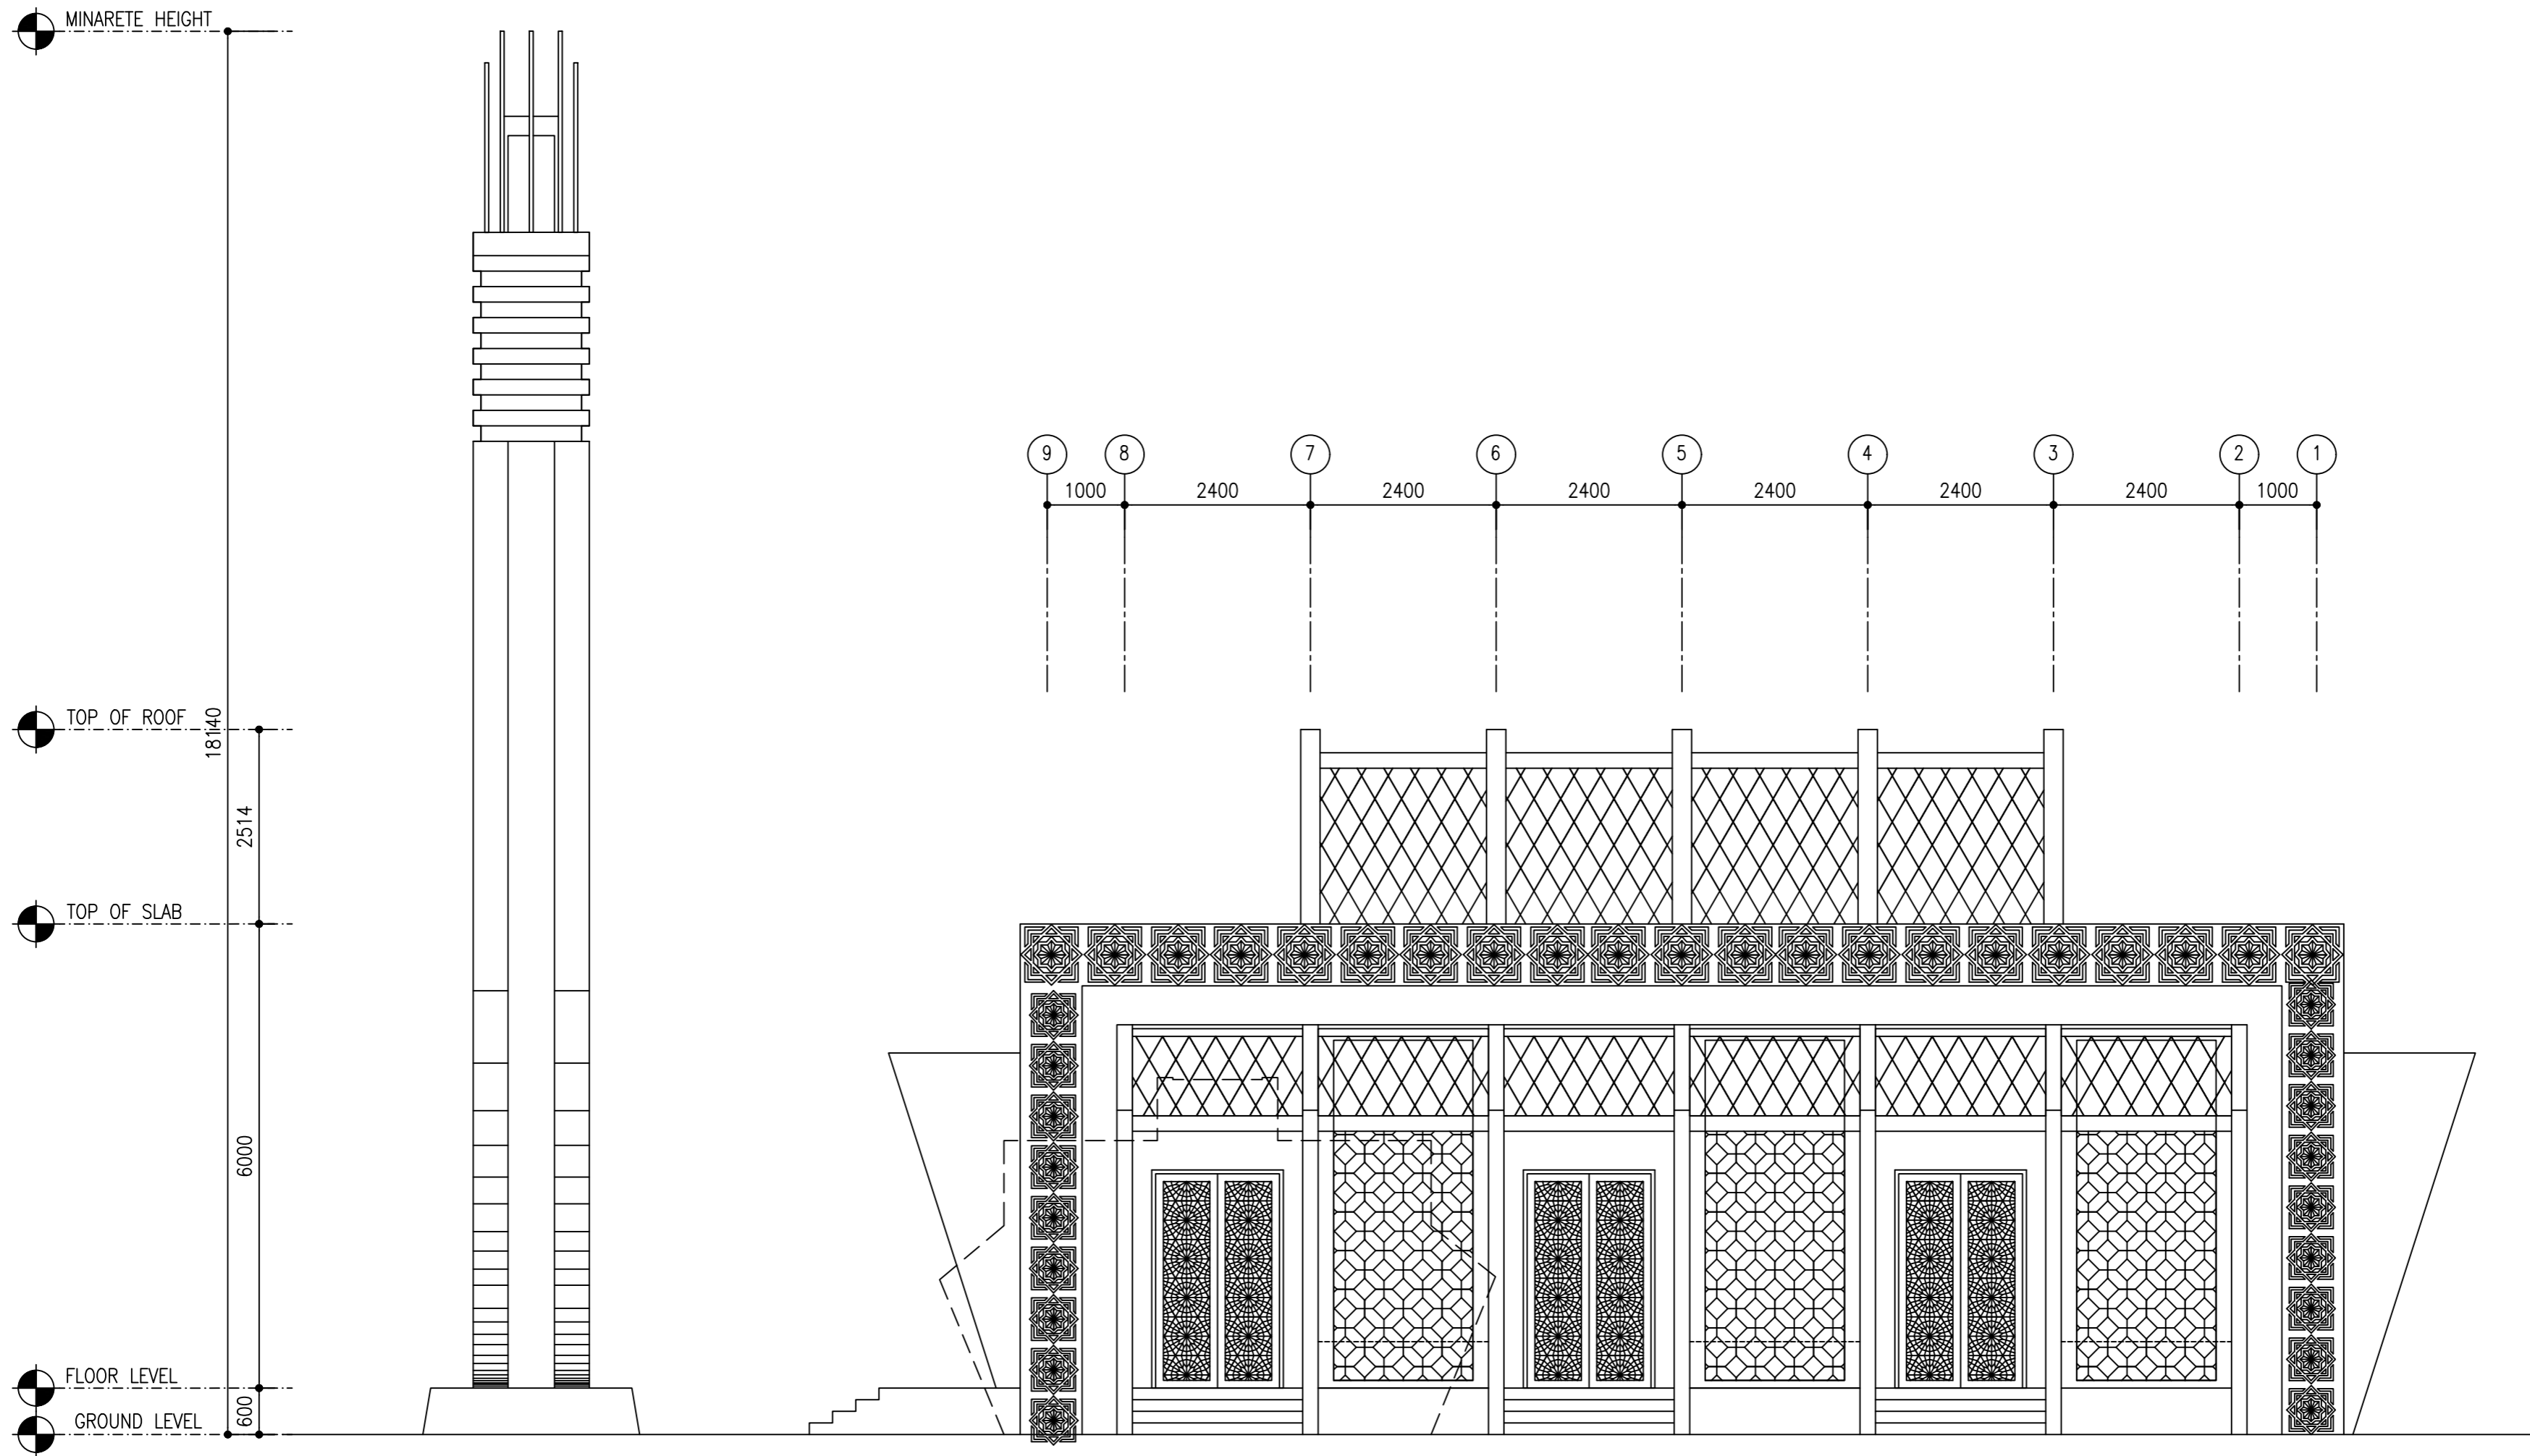 MINARETE HEIGHT
9 8 7 6 5 4 3 2 1
1000 2400 2400 2400 2400 2400 2400 1000
TOP OF ROOF
18140
2514
TOP OF SLAB
6000
FLOOR LEVEL
600
GROUND LEVEL